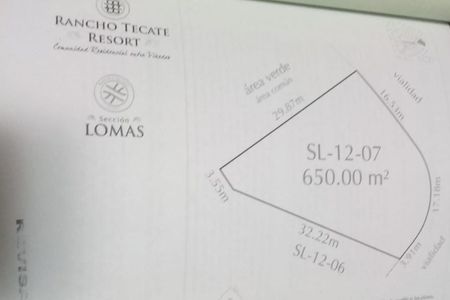 RANCHO TECATE
RESORT
Comunidad Residencial entre Viñedos
Sección
LOMAS
área verde
área común
29.87m
vialidad
16.53m
SL-12-07
650.00 m²
3.55m
32.22m
SL-12-06
17.18m
3.91m
vialidad